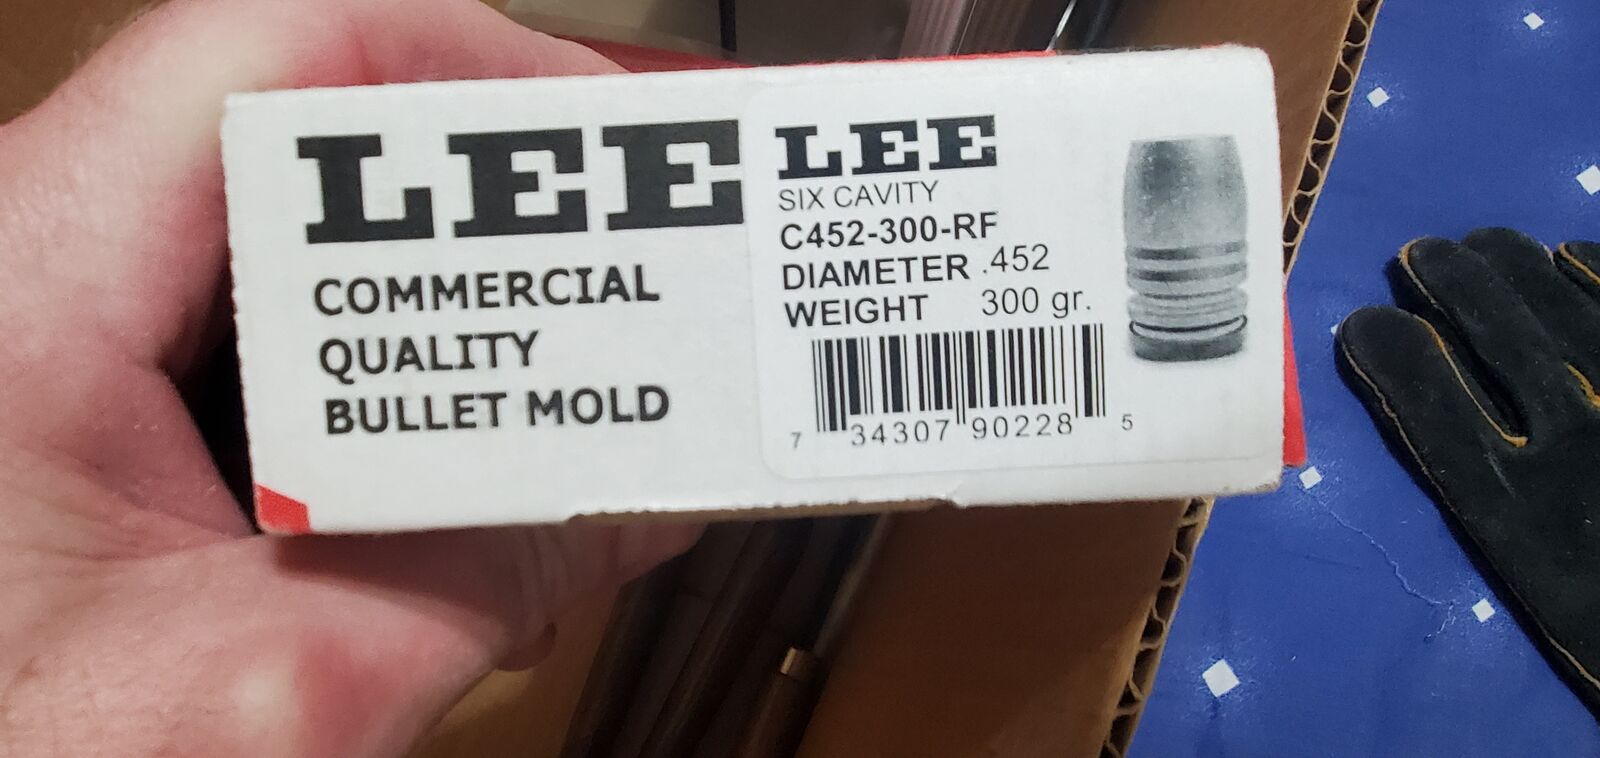 LEE
COMMERCIAL
QUALITY
BULLET MOLD
LEE
SIX CAVITY
C452-300-RF
DIAMETER .452
WEIGHT 300 gr.
7 34307 90228 5